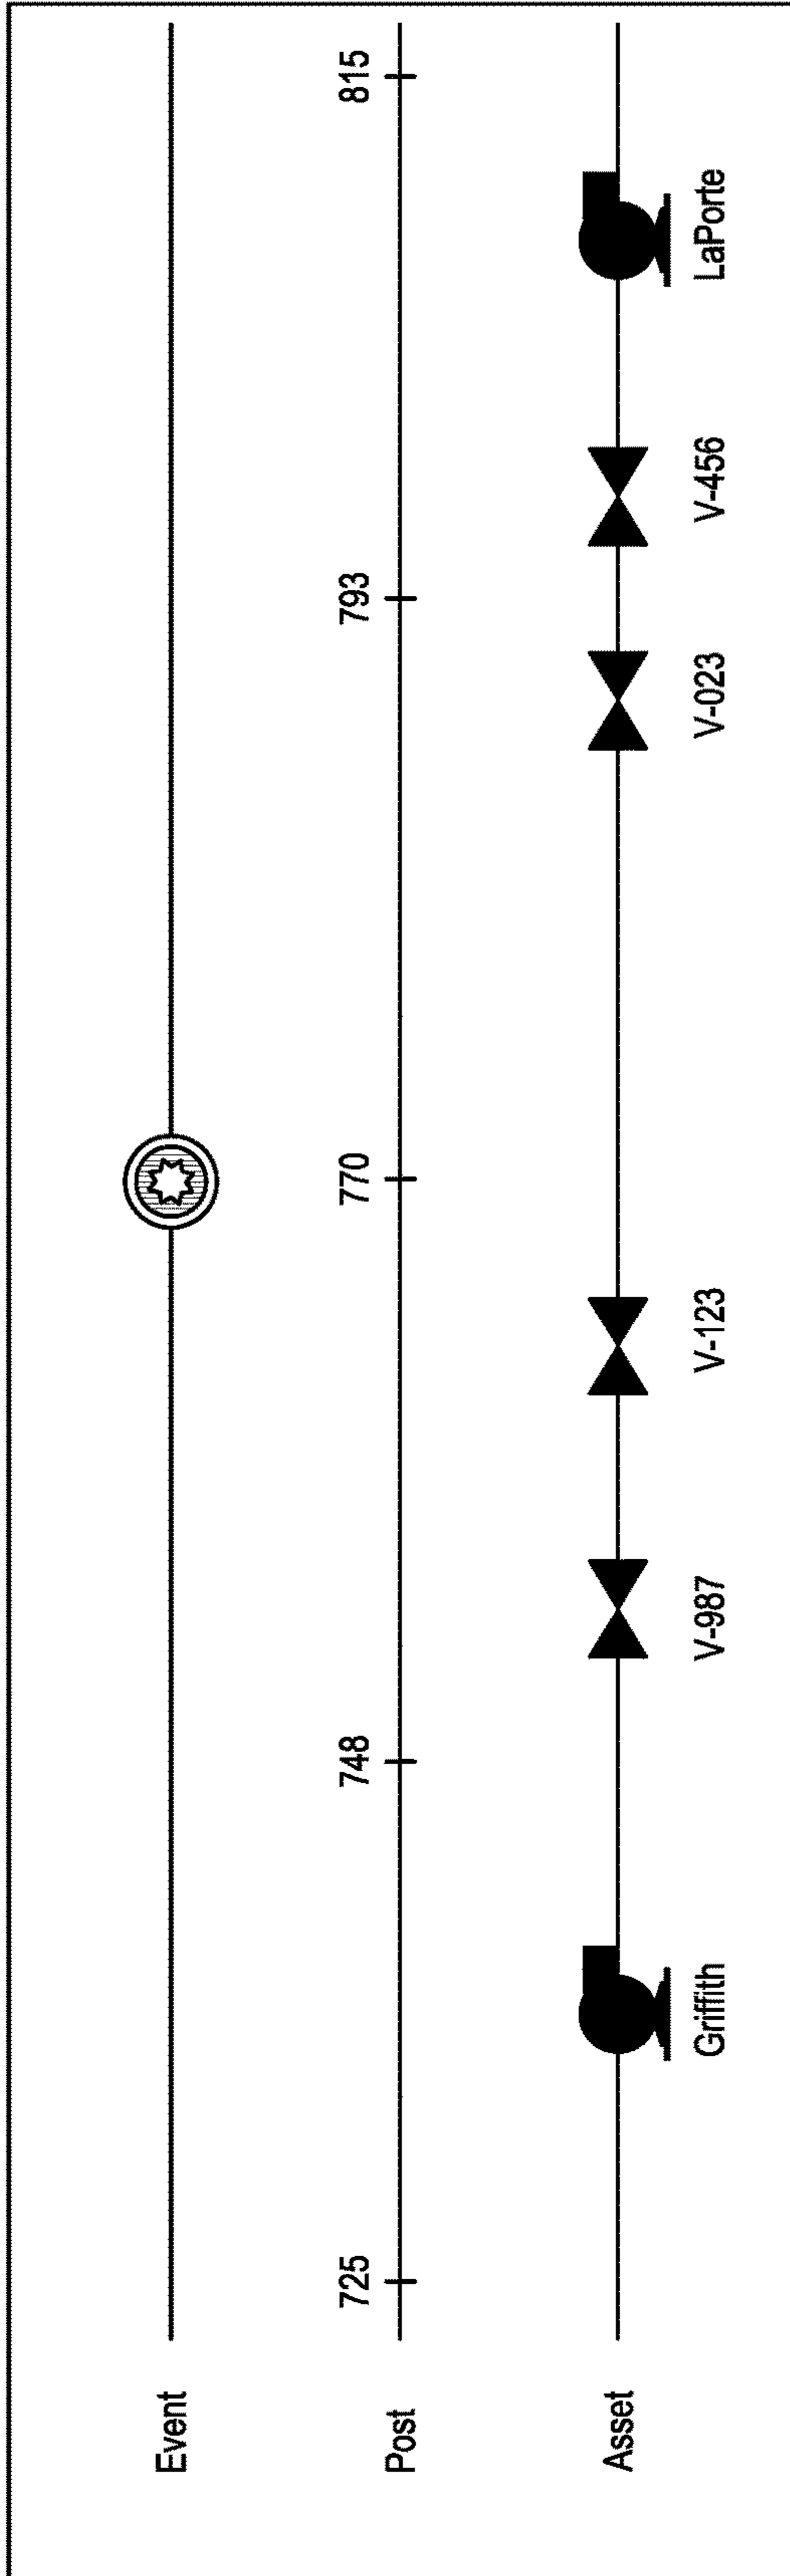 Event
Post 725 748 770 793 815
Asset
Griffith V-987 V-123 V-023 V-456 LaPorte